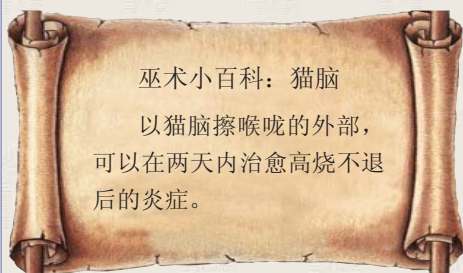 巫术小百科：猫脑
以猫脑擦喉咙的外部，
可以在两天内治愈高烧不退
后的炎症。